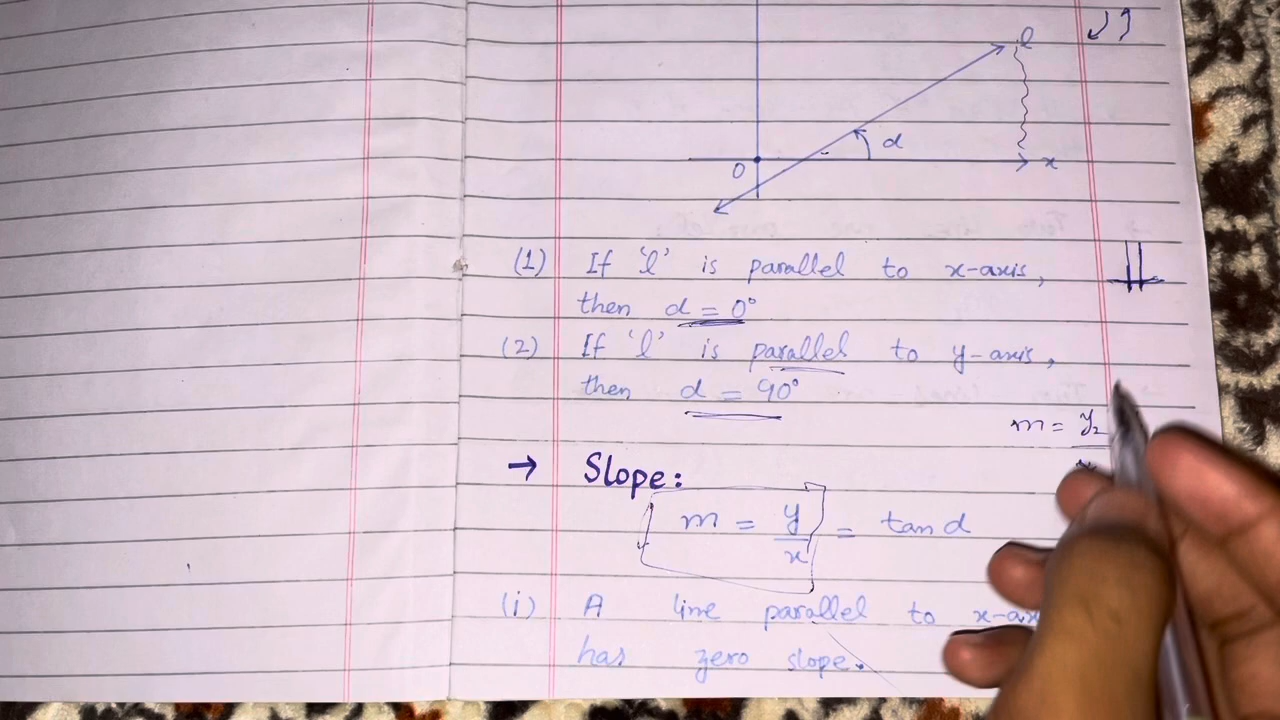 l
α
O
x
(1) If 'l' is parallel to x-axis,
then α = 0°
(2) If 'l' is parallel to y-axis,
then α = 90°
m = y₂
→ Slope:
m = y/x = tan α
(i) A line parallel to x-ax
has zero slope.